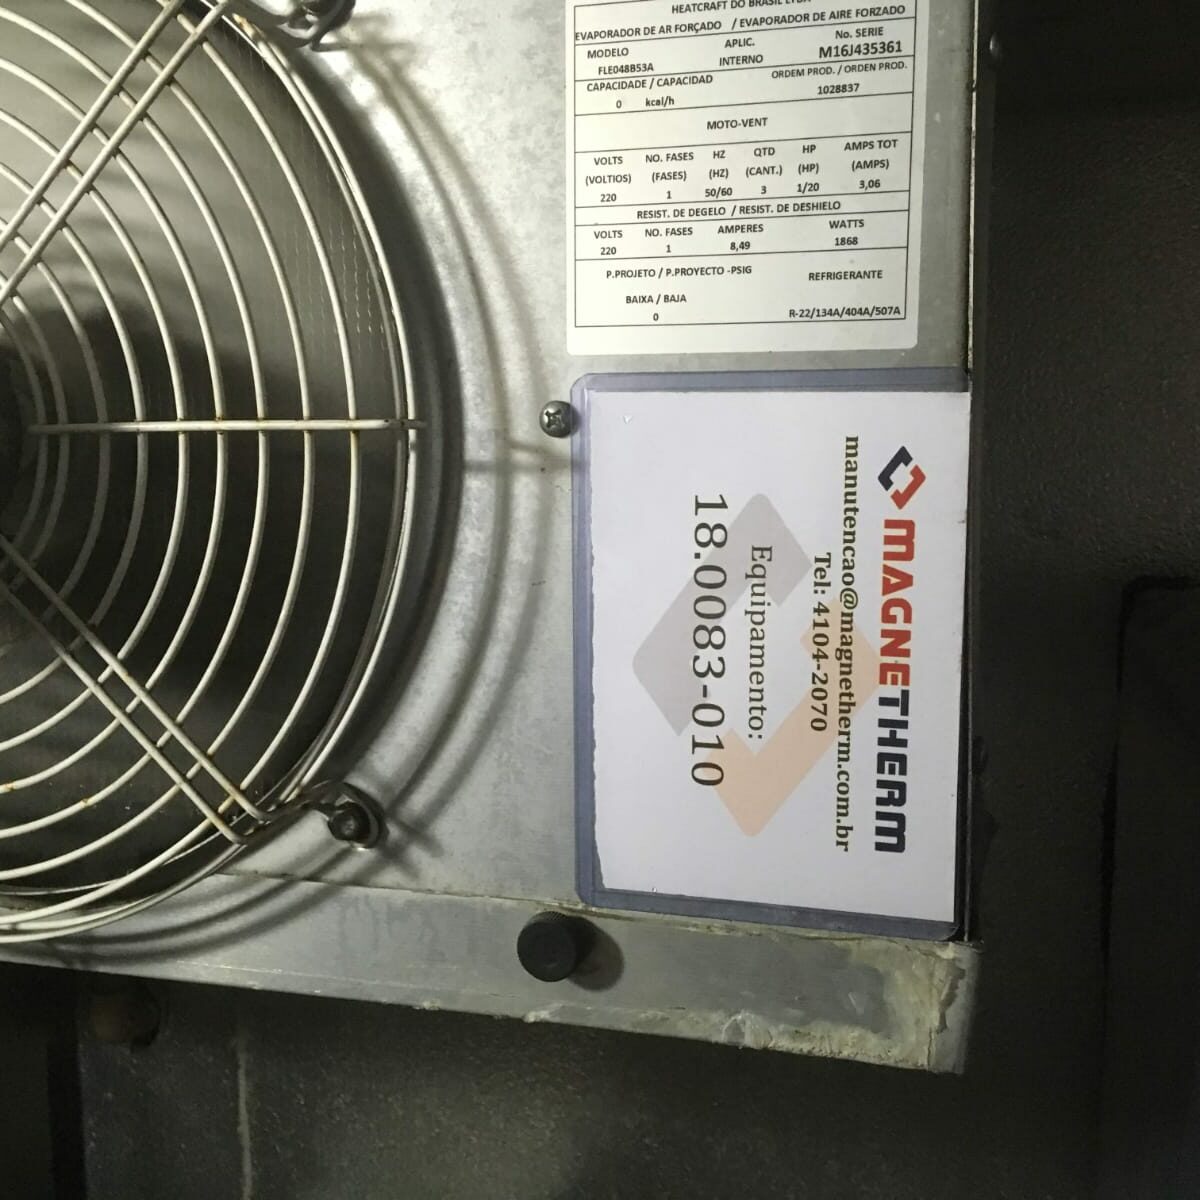 HEATCRAFT DO BRASIL LTDA
EVAPORADOR DE AR FORÇADO / EVAPORADOR DE AIRE FORZADO
MODELO APLIC. No. SERIE
FLE048B53A INTERNO M16J435361
CAPACIDADE / CAPACIDAD ORDEM PROD. / ORDEN PROD.
0 kcal/h 1028837
MOTO-VENT
VOLTS NO. FASES HZ QTD HP AMPS TOT
(VOLTIOS) (FASES) (HZ) (CANT.) (HP) (AMPS)
220 1 50/60 3 1/20 3,06
RESIST. DE DEGELO / RESIST. DE DESHIELO
VOLTS NO. FASES AMPERES WATTS
220 1 8,49 1868
P.PROJETO / P.PROYECTO -PSIG REFRIGERANTE
BAIXA / BAJA
0 R-22/134A/404A/507A
MAGNETHERM
manutencao@magnetherm.com.br
Tel: 4104-2070
Equipamento:
18.0083-010